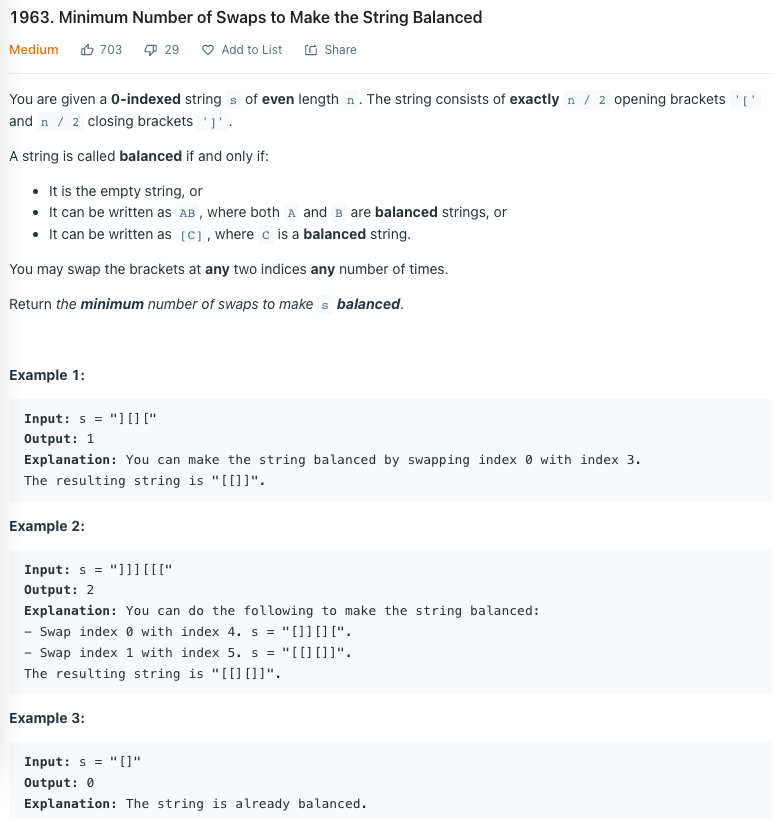 1963. Minimum Number of Swaps to Make the String Balanced
Medium 703 29 Add to List Share
You are given a 0-indexed string s of even length n. The string consists of exactly n / 2 opening brackets '['
and n / 2 closing brackets ']'.
A string is called balanced if and only if:
• It is the empty string, or
• It can be written as AB, where both A and B are balanced strings, or
• It can be written as [C], where C is a balanced string.
You may swap the brackets at any two indices any number of times.
Return the minimum number of swaps to make s balanced.
Example 1:
Input: s = "][]["
Output: 1
Explanation: You can make the string balanced by swapping index 0 with index 3.
The resulting string is "[[]]".
Example 2:
Input: s = "]]][[["
Output: 2
Explanation: You can do the following to make the string balanced:
- Swap index 0 with index 4. s = "[]][][".
- Swap index 1 with index 5. s = "[[][]]".
The resulting string is "[[][]]".
Example 3:
Input: s = "[]"
Output: 0
Explanation: The string is already balanced.